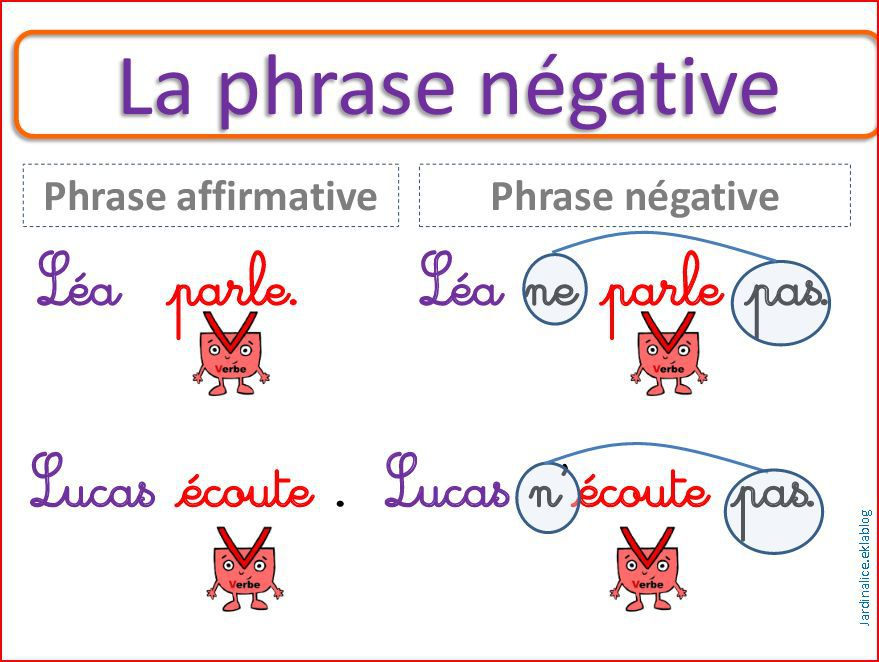 La phrase négative
Phrase affirmative
Phrase négative
Léa parle.
Léa ne parle pas.
Verbe
Verbe
Lucas écoute .
Lucas n'écoute pas.
Verbe
Verbe
Jardinalice.eklablog